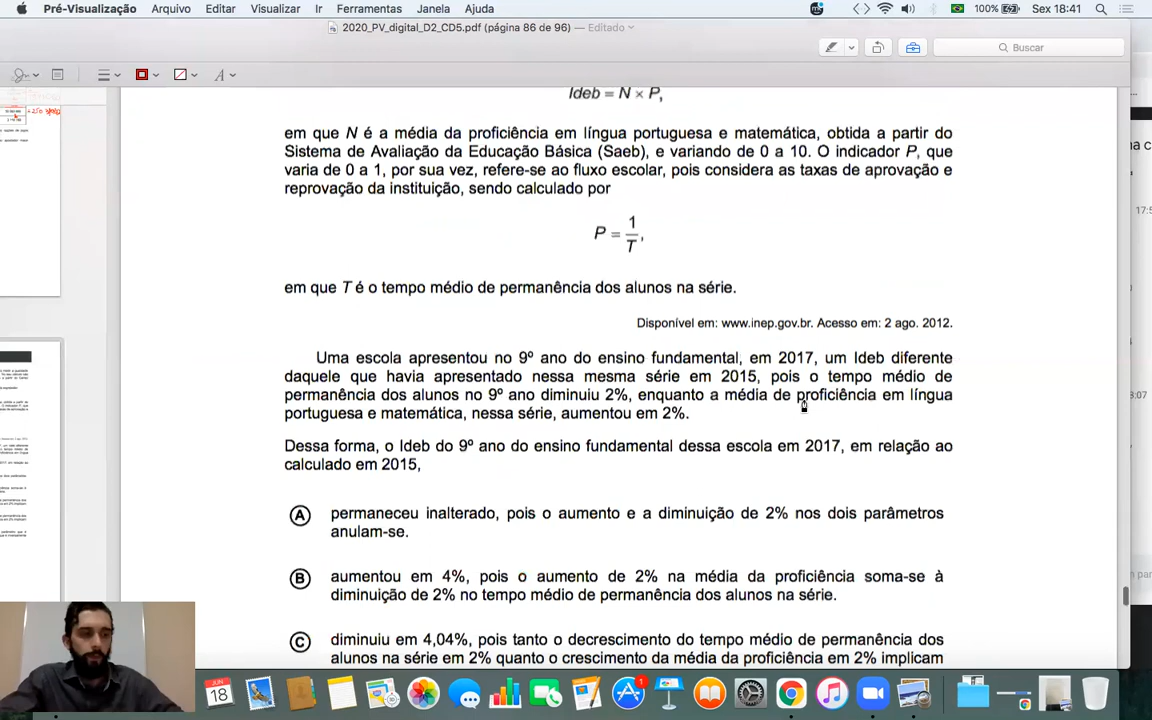 Pré-Visualização Arquivo Editar Visualizar Ir Ferramentas Janela Ajuda 100% Sex 18:41
2020_PV_digital_D2_CD5.pdf (página 86 de 96) — Editado
Buscar
Ideb = N × P,
em que N é a média da proficiência em língua portuguesa e matemática, obtida a partir do
Sistema de Avaliação da Educação Básica (Saeb), e variando de 0 a 10. O indicador P, que
varia de 0 a 1, por sua vez, refere-se ao fluxo escolar, pois considera as taxas de aprovação e
reprovação da instituição, sendo calculado por
P = 1/T,
em que T é o tempo médio de permanência dos alunos na série.
Disponível em: www.inep.gov.br. Acesso em: 2 ago. 2012.
Uma escola apresentou no 9º ano do ensino fundamental, em 2017, um Ideb diferente
daquele que havia apresentado nessa mesma série em 2015, pois o tempo médio de
permanência dos alunos no 9º ano diminuiu 2%, enquanto a média de proficiência em língua
portuguesa e matemática, nessa série, aumentou em 2%.
Dessa forma, o Ideb do 9º ano do ensino fundamental dessa escola em 2017, em relação ao
calculado em 2015,
A permaneceu inalterado, pois o aumento e a diminuição de 2% nos dois parâmetros
anulam-se.
B aumentou em 4%, pois o aumento de 2% na média da proficiência soma-se à
diminuição de 2% no tempo médio de permanência dos alunos na série.
C diminuiu em 4,04%, pois tanto o decrescimento do tempo médio de permanência dos
alunos na série em 2% quanto o crescimento da média da proficiência em 2% implicam
JUN
18
1